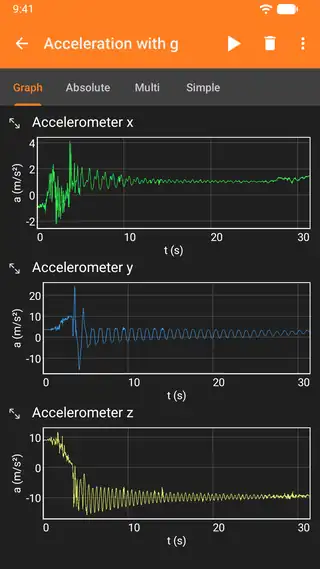 9:41
Acceleration with g
Graph Absolute Multi Simple
Accelerometer x
a (m/s²)
4
2
0
-2
0 10 20 30
t (s)
Accelerometer y
a (m/s²)
20
10
0
-10
0 10 20 30
t (s)
Accelerometer z
a (m/s²)
10
0
-10
0 10 20 30
t (s)